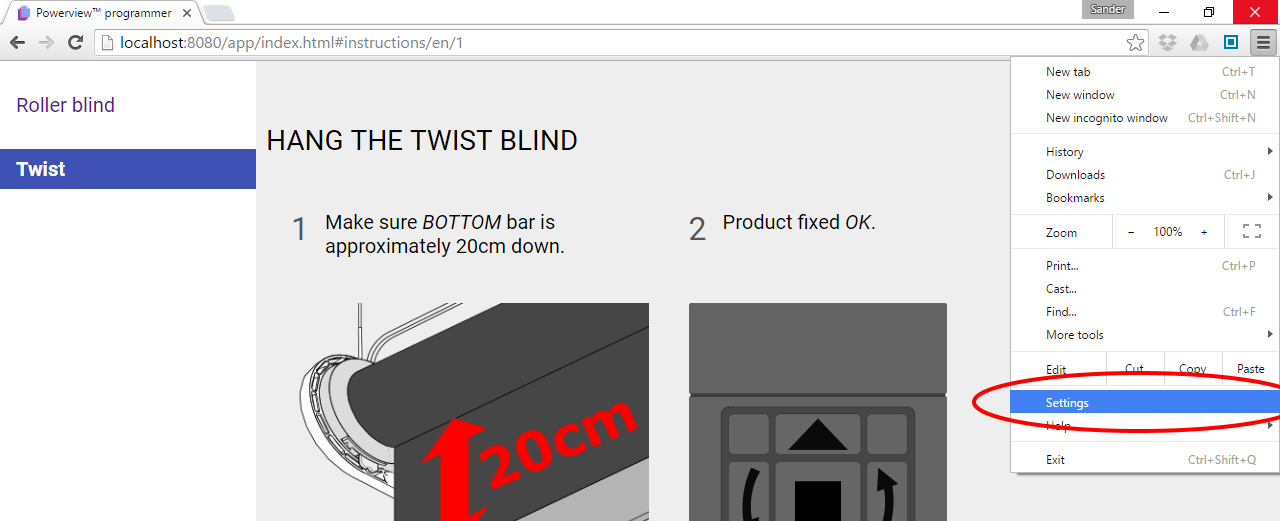 Powerview™ programmer
Sander
localhost:8080/app/index.html#instructions/en/1
Roller blind
Twist
HANG THE TWIST BLIND
1 Make sure BOTTOM bar is
approximately 20cm down.
2 Product fixed OK.
20cm
New tab Ctrl+T
New window Ctrl+N
New incognito window Ctrl+Shift+N
History
Downloads Ctrl+J
Bookmarks
Zoom − 100% +
Print... Ctrl+P
Cast...
Find... Ctrl+F
More tools
Edit Cut Copy Paste
Settings
Help
Exit Ctrl+Shift+Q